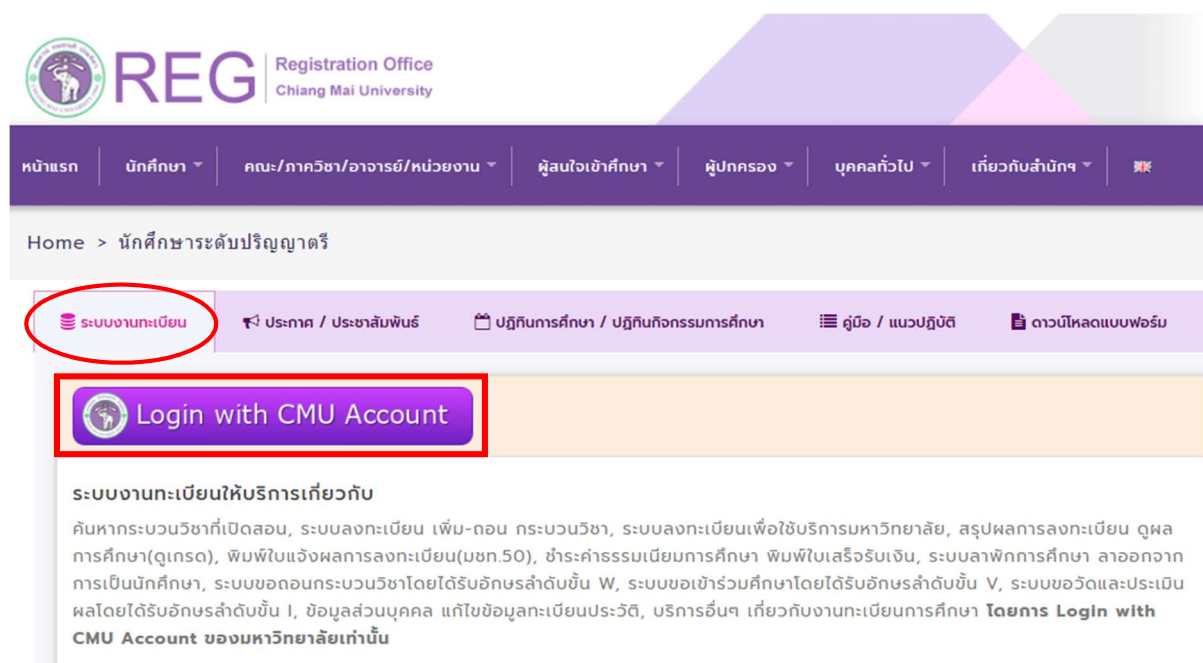 REG
Registration Office
Chiang Mai University
หน้าแรก นักศึกษา คณะ/ภาควิชา/อาจารย์/หน่วยงาน ผู้สนใจเข้าศึกษา ผู้ปกครอง บุคคลทั่วไป เกี่ยวกับสำนักฯ
Home > นักศึกษาระดับปริญญาตรี
ระบบงานทะเบียน ประกาศ / ประชาสัมพันธ์ ปฏิทินการศึกษา / ปฏิทินกิจกรรมการศึกษา คู่มือ / แนวปฏิบัติ ดาวน์โหลดแบบฟอร์ม
Login with CMU Account
ระบบงานทะเบียนให้บริการเกี่ยวกับ
ค้นหากระบวนวิชาที่เปิดสอน, ระบบลงทะเบียน เพิ่ม-ถอน กระบวนวิชา, ระบบลงทะเบียนเพื่อใช้บริการมหาวิทยาลัย, สรุปผลการลงทะเบียน ดูผล
การศึกษา(ดูเกรด), พิมพ์ใบแจ้งผลการลงทะเบียน(มชท.50), ชำระค่าธรรมเนียมการศึกษา พิมพ์ใบเสร็จรับเงิน, ระบบลาพักการศึกษา ลาออกจาก
การเป็นนักศึกษา, ระบบขอถอนกระบวนวิชาโดยได้รับอักษรลำดับขั้น W, ระบบขอเข้าร่วมศึกษาโดยได้รับอักษรลำดับขั้น V, ระบบขอวัดและประเมิน
ผลโดยได้รับอักษรลำดับขั้น I, ข้อมูลส่วนบุคคล แก้ไขข้อมูลทะเบียนประวัติ, บริการอื่นๆ เกี่ยวกับงานทะเบียนการศึกษา โดยการ Login with
CMU Account ของมหาวิทยาลัยเท่านั้น